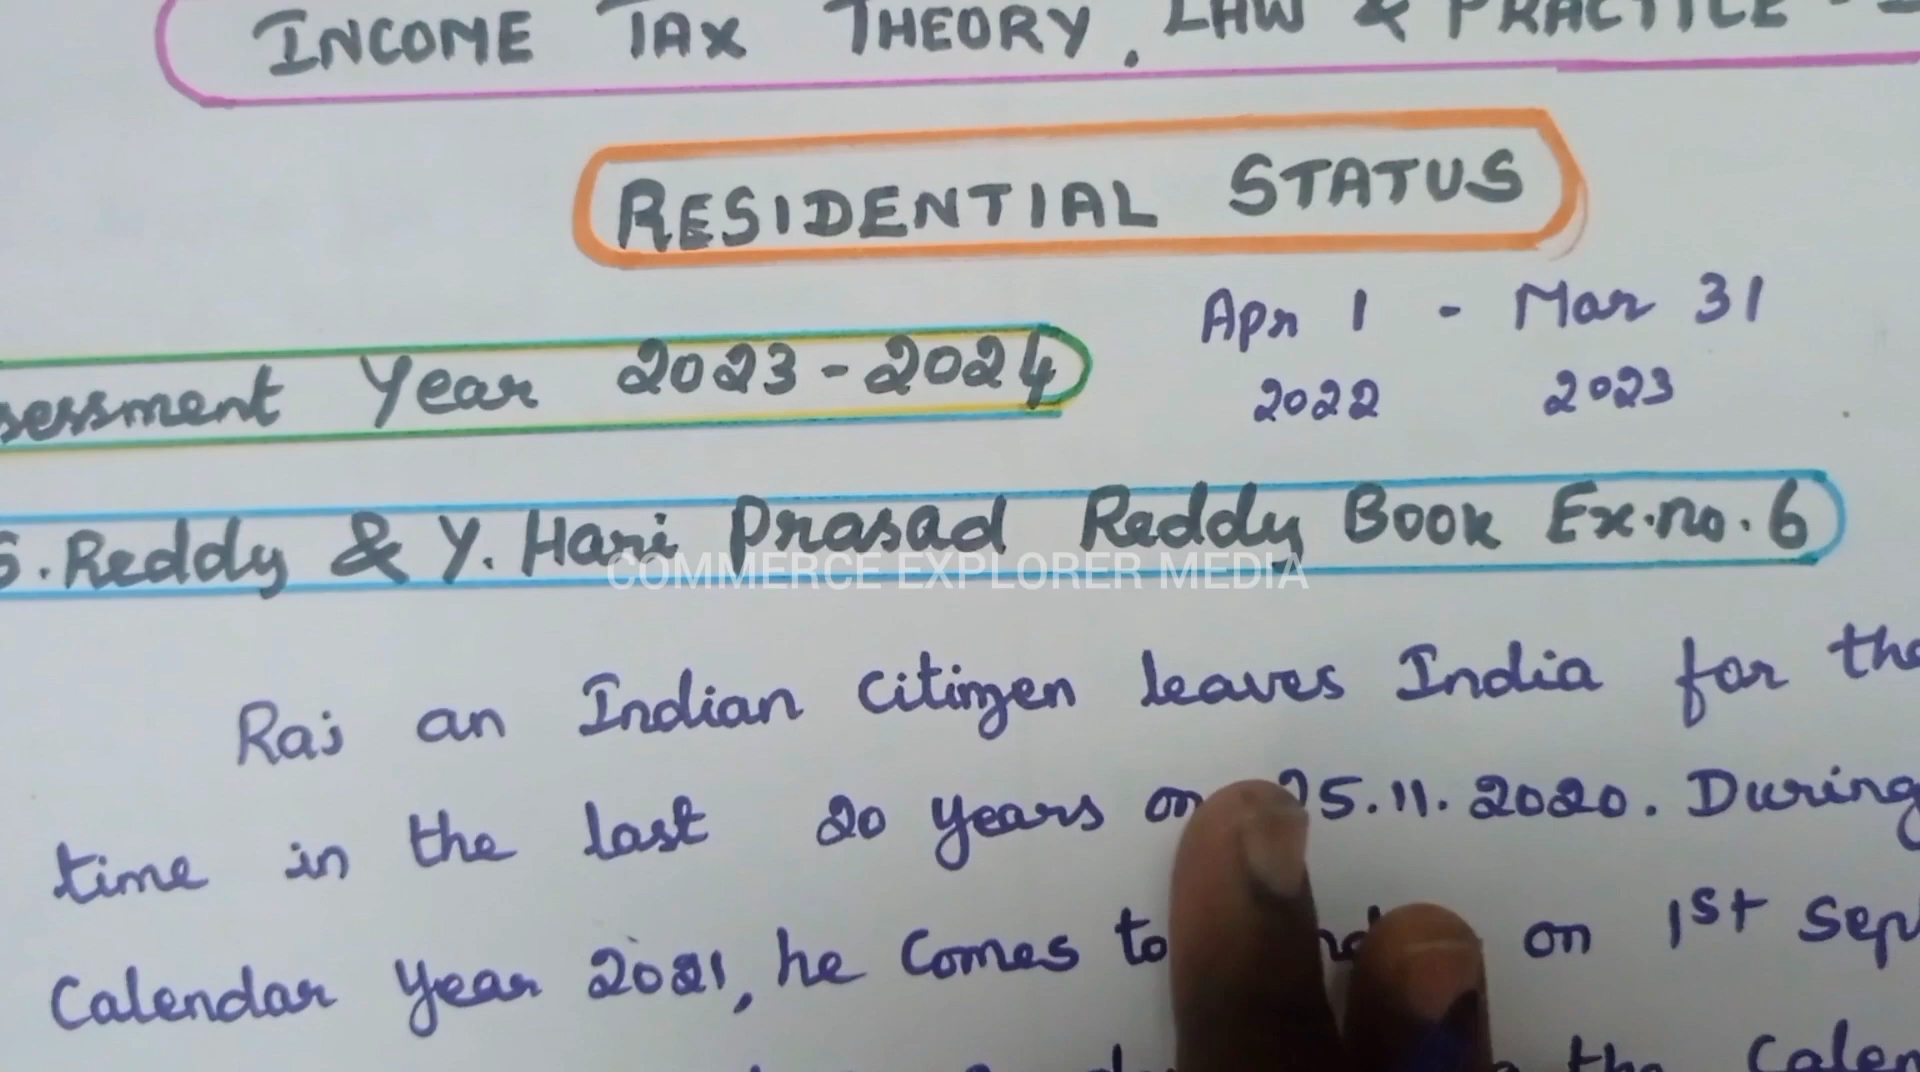 INCOME TAX THEORY, LAW & PRACTICE -
RESIDENTIAL STATUS
Apr 1 - Mar 31
sessment Year 2023-2024
2022 2023
S. Reddy & Y. Hari Prasad Reddy Book Ex.no. 6
COMMERCE EXPLORER MEDIA
Raj an Indian citizen leaves India for the
time in the last 20 years on 25.11.2020. During
Calendar year 2021, he comes to on 1st Sep
the Calen